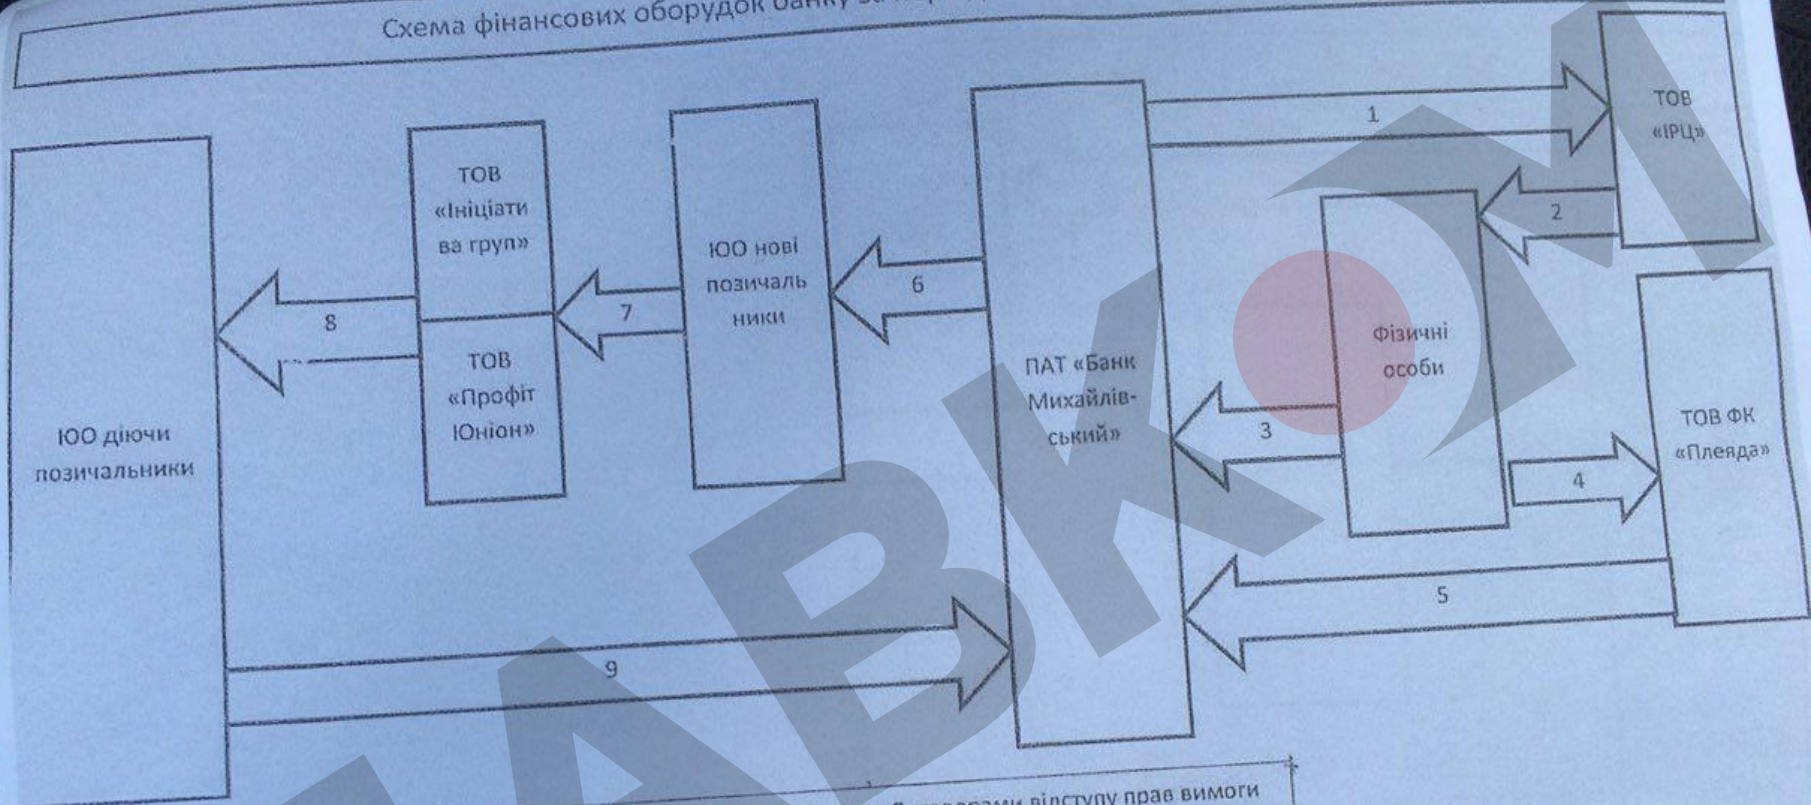 Схема фінансових оборудок банку за
ТОВ
«ІРЦ»
1
2
ТОВ
«Ініціати
ва груп»
ЮО нові
позичаль
ники
6
7
8
ПАТ «Банк
Михайлів-
ський»
Фізичні
особи
3
4
ТОВ
«Профіт
Юніон»
ЮО діючи
позичальники
ТОВ ФК
«Плеяда»
5
9
відступу прав вимоги